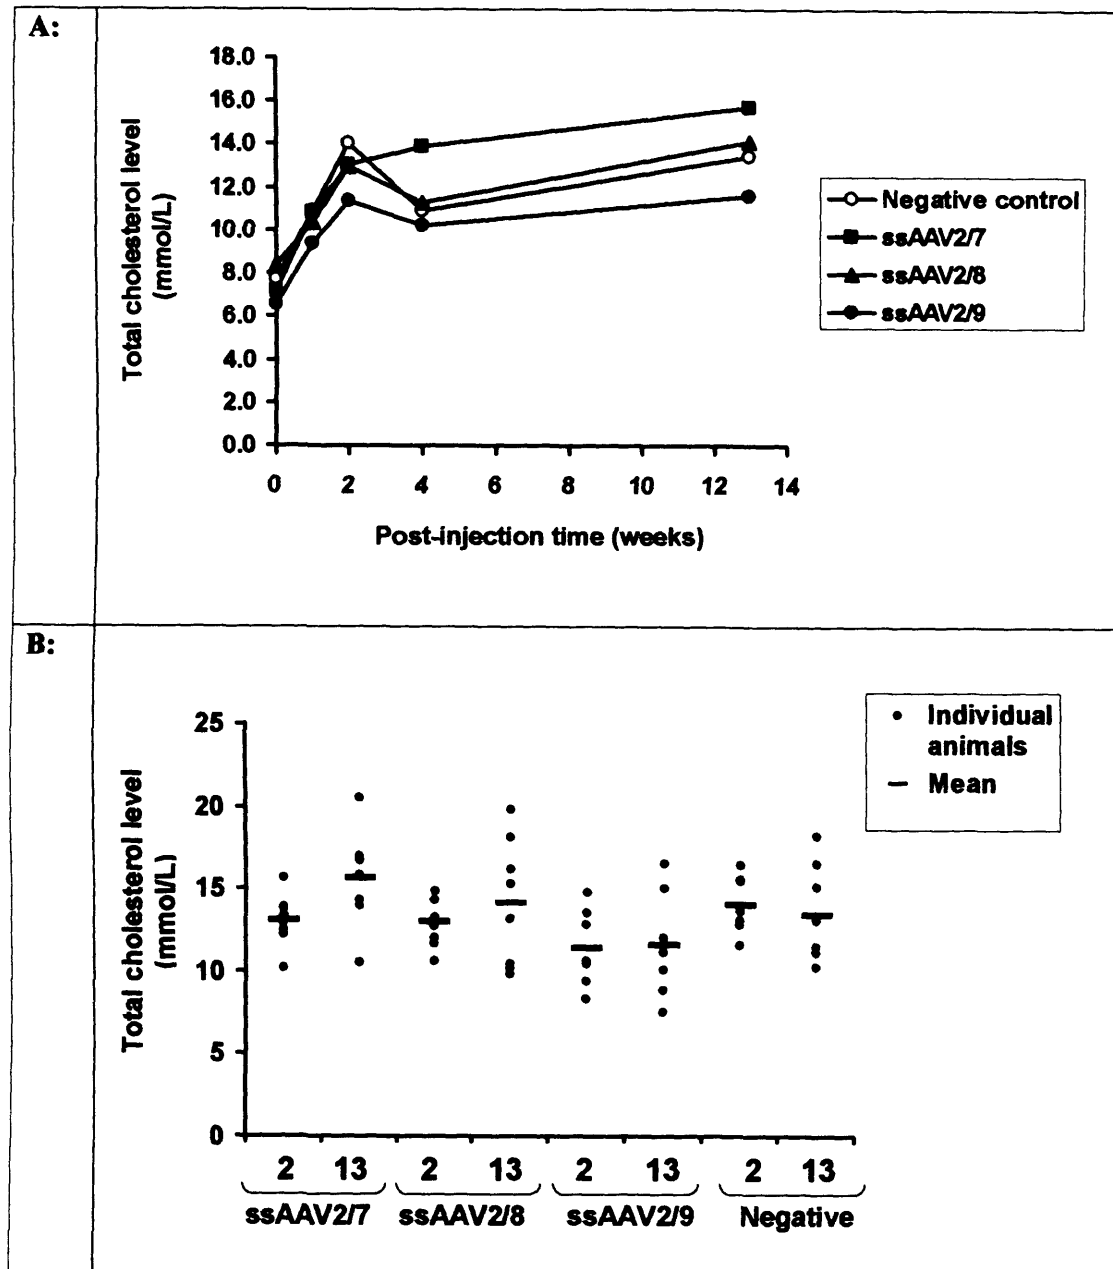 A:
18.0
16.0
14.0
12.0
10.0
8.0
6.0
4.0
2.0
0.0
Total cholesterol level
(mmol/L)
0 2 4 6 8 10 12 14
Post-injection time (weeks)
Negative control
ssAAV2/7
ssAAV2/8
ssAAV2/9
B:
25
20
15
10
5
0
Total cholesterol level
(mmol/L)
Individual
animals
Mean
2 13 2 13 2 13 2 13
ssAAV2/7 ssAAV2/8 ssAAV2/9 Negative